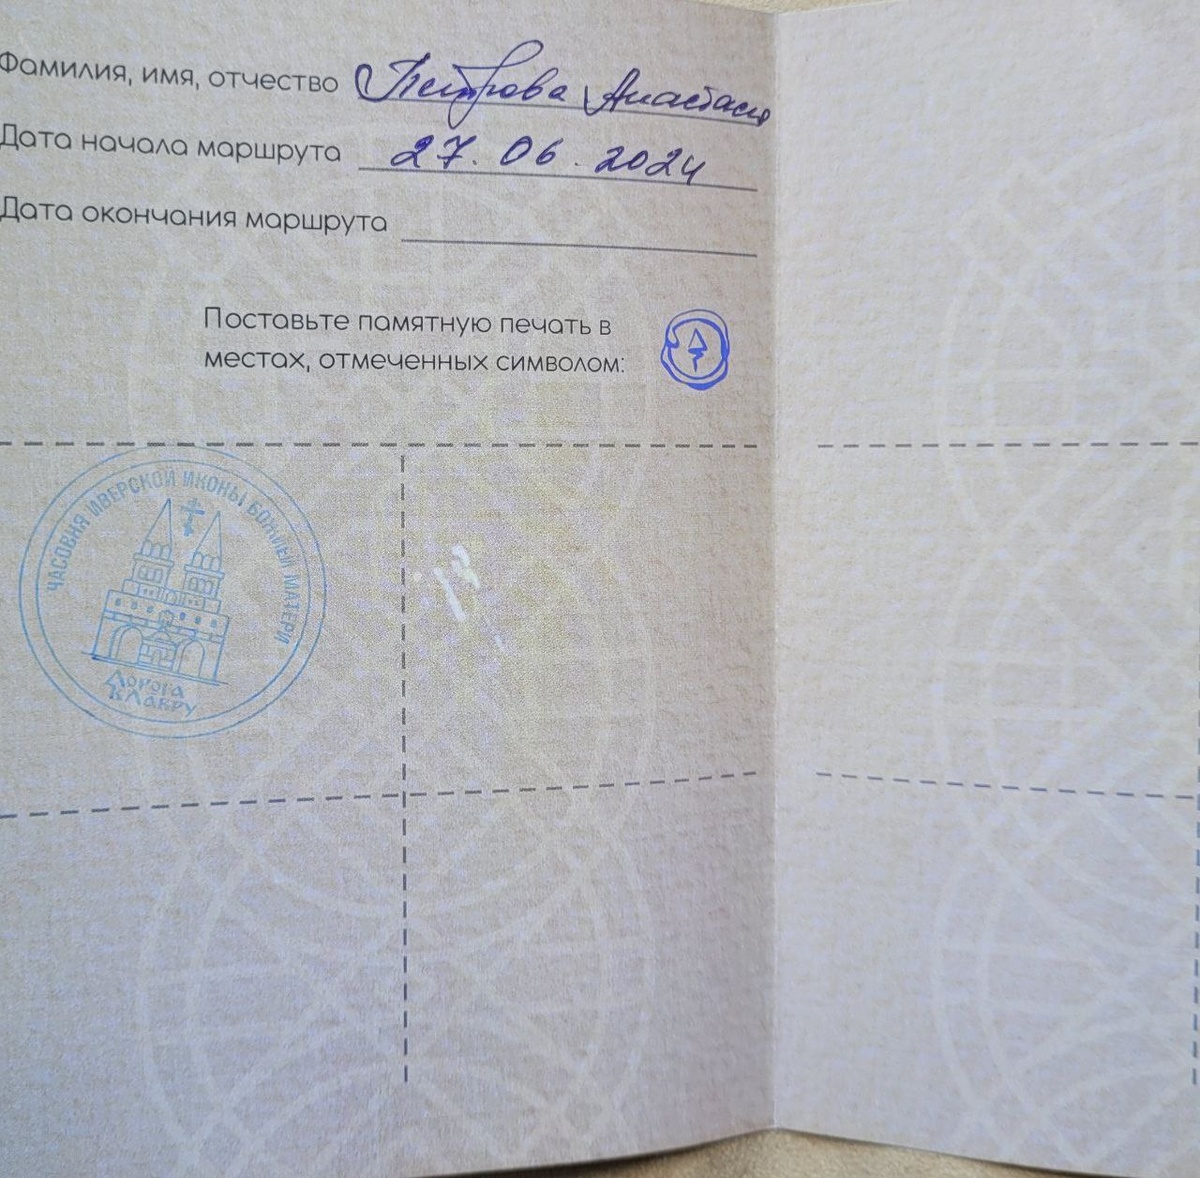 Фамилия, имя, отчество Петрова Анастасия
Дата начала маршрута 27.06.2024
Дата окончания маршрута
Поставьте памятную печать в
местах, отмеченных символом:
ЧАСОВНЯ ИВЕРСКОЙ ИКОНЫ БОЖИЕЙ МАТЕРИ
Дорога
к Лавру